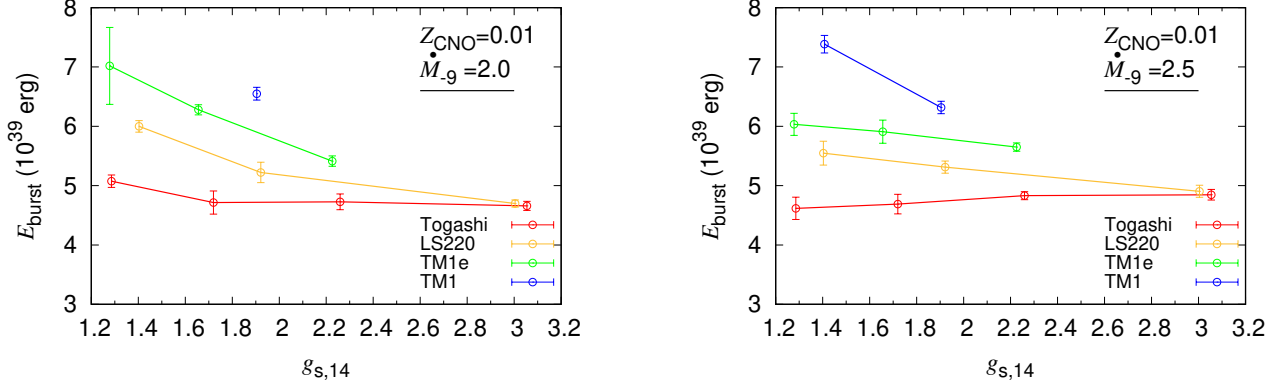 8
7
6
5
4
3
E_burst (10^39 erg)
Z_CNO=0.01
Ṁ_-9 =2.0
Togashi
LS220
TM1e
TM1
1.2 1.4 1.6 1.8 2 2.2 2.4 2.6 2.8 3 3.2
g_s,14
8
7
6
5
4
3
E_burst (10^39 erg)
Z_CNO=0.01
Ṁ_-9 =2.5
Togashi
LS220
TM1e
TM1
1.2 1.4 1.6 1.8 2 2.2 2.4 2.6 2.8 3 3.2
g_s,14